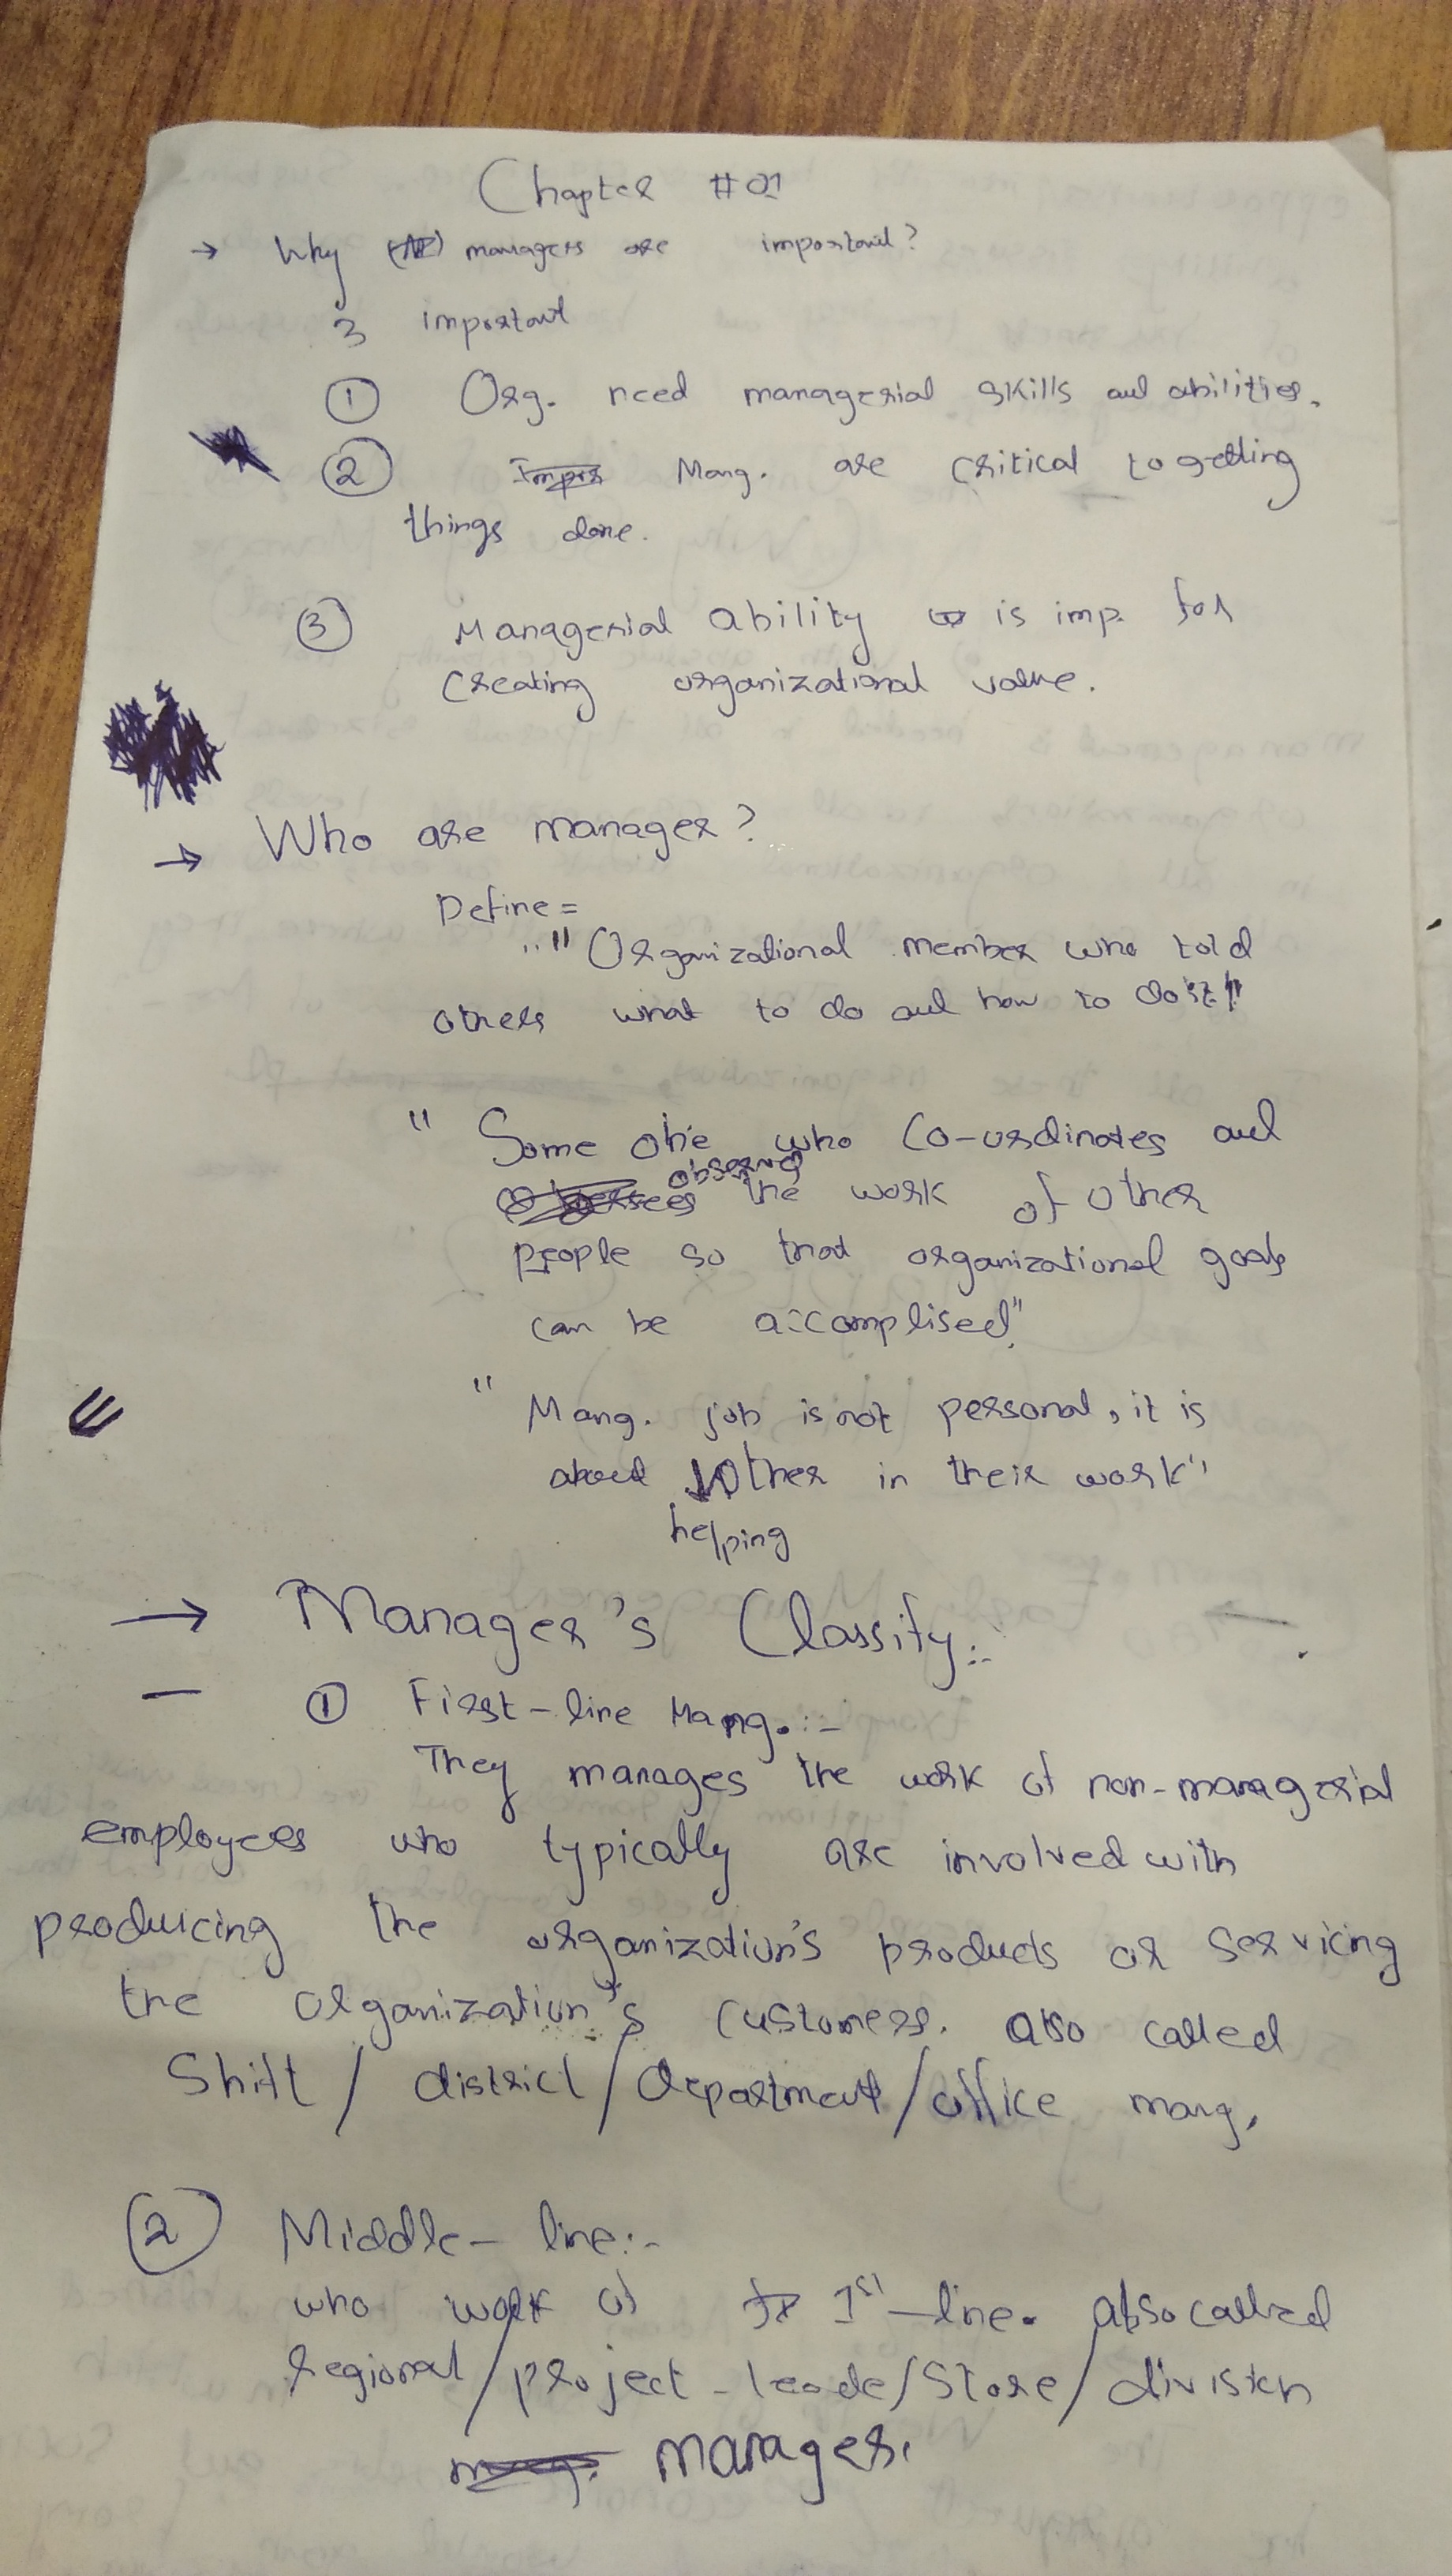 Chapter #01
→ Why managers are important?
3 important
① Org. need managerial skills and abilities.
② Mang. are critical to getting
things done.
③ Managerial ability is imp. for
creating organizational value.
→ Who are manager?
Define =
"Organizational member who told
others what to do and how to do it"
"Some one who Co-ordinates and
observes the work of other
people so that organizational goals
can be accomplised"
"Mang. job is not personal, it is
about other in their work"
helping
→ Manager's Classify:-
- ① First-line Mang. :-
They manages the work of non-managerial
employees who typically are involved with
producing the organization's products or servicing
the organization's customers. also called
Shift / district / department / office mang.
② Middle- line:-
who work of 1st-line. also called
regional / project - leade / Store / division
manager.